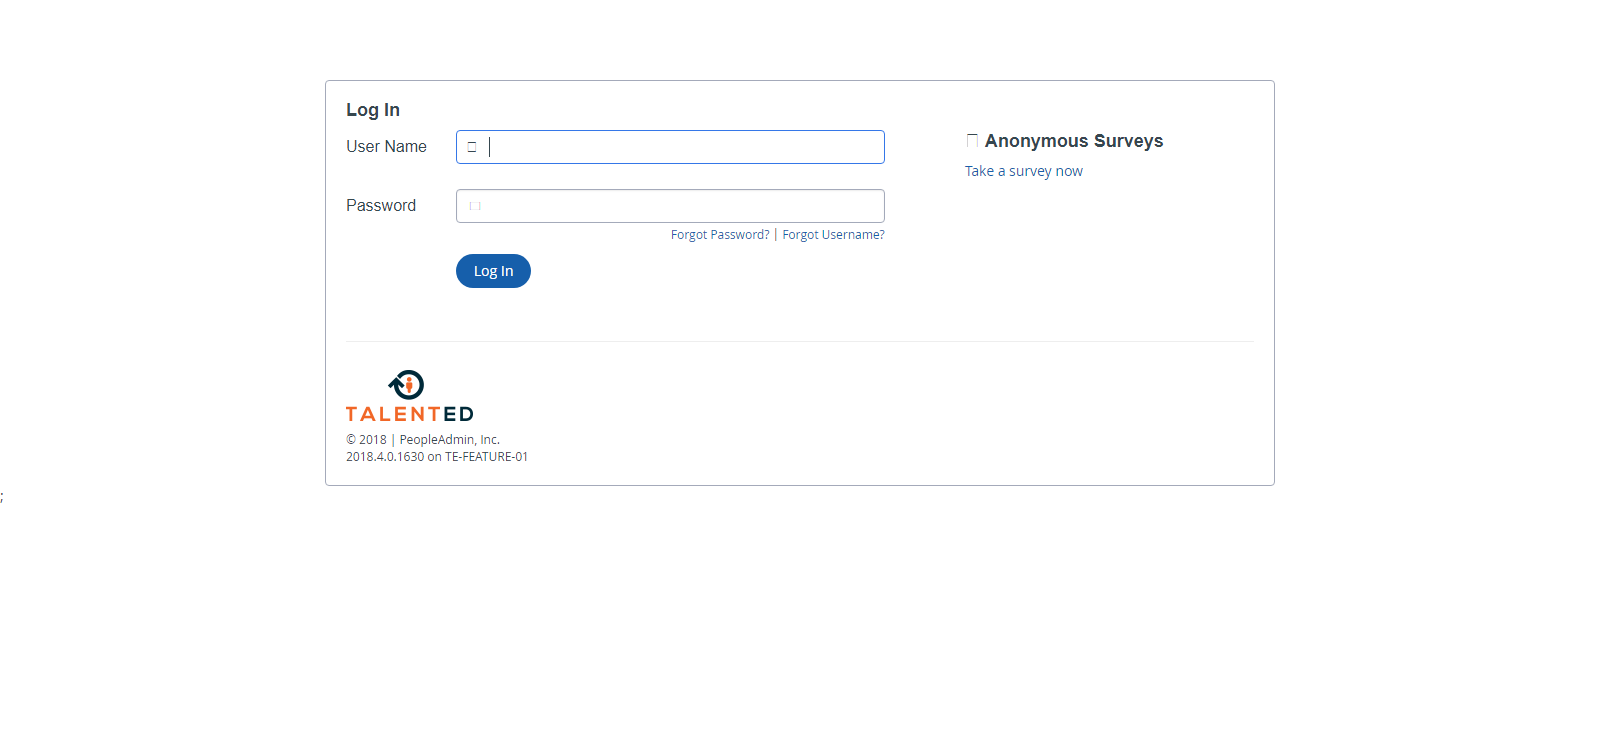 Log In
User Name
Password
Forgot Password? | Forgot Username?
Log In
Anonymous Surveys
Take a survey now
TALENTED
© 2018 | PeopleAdmin, Inc.
2018.4.0.1630 on TE-FEATURE-01
;